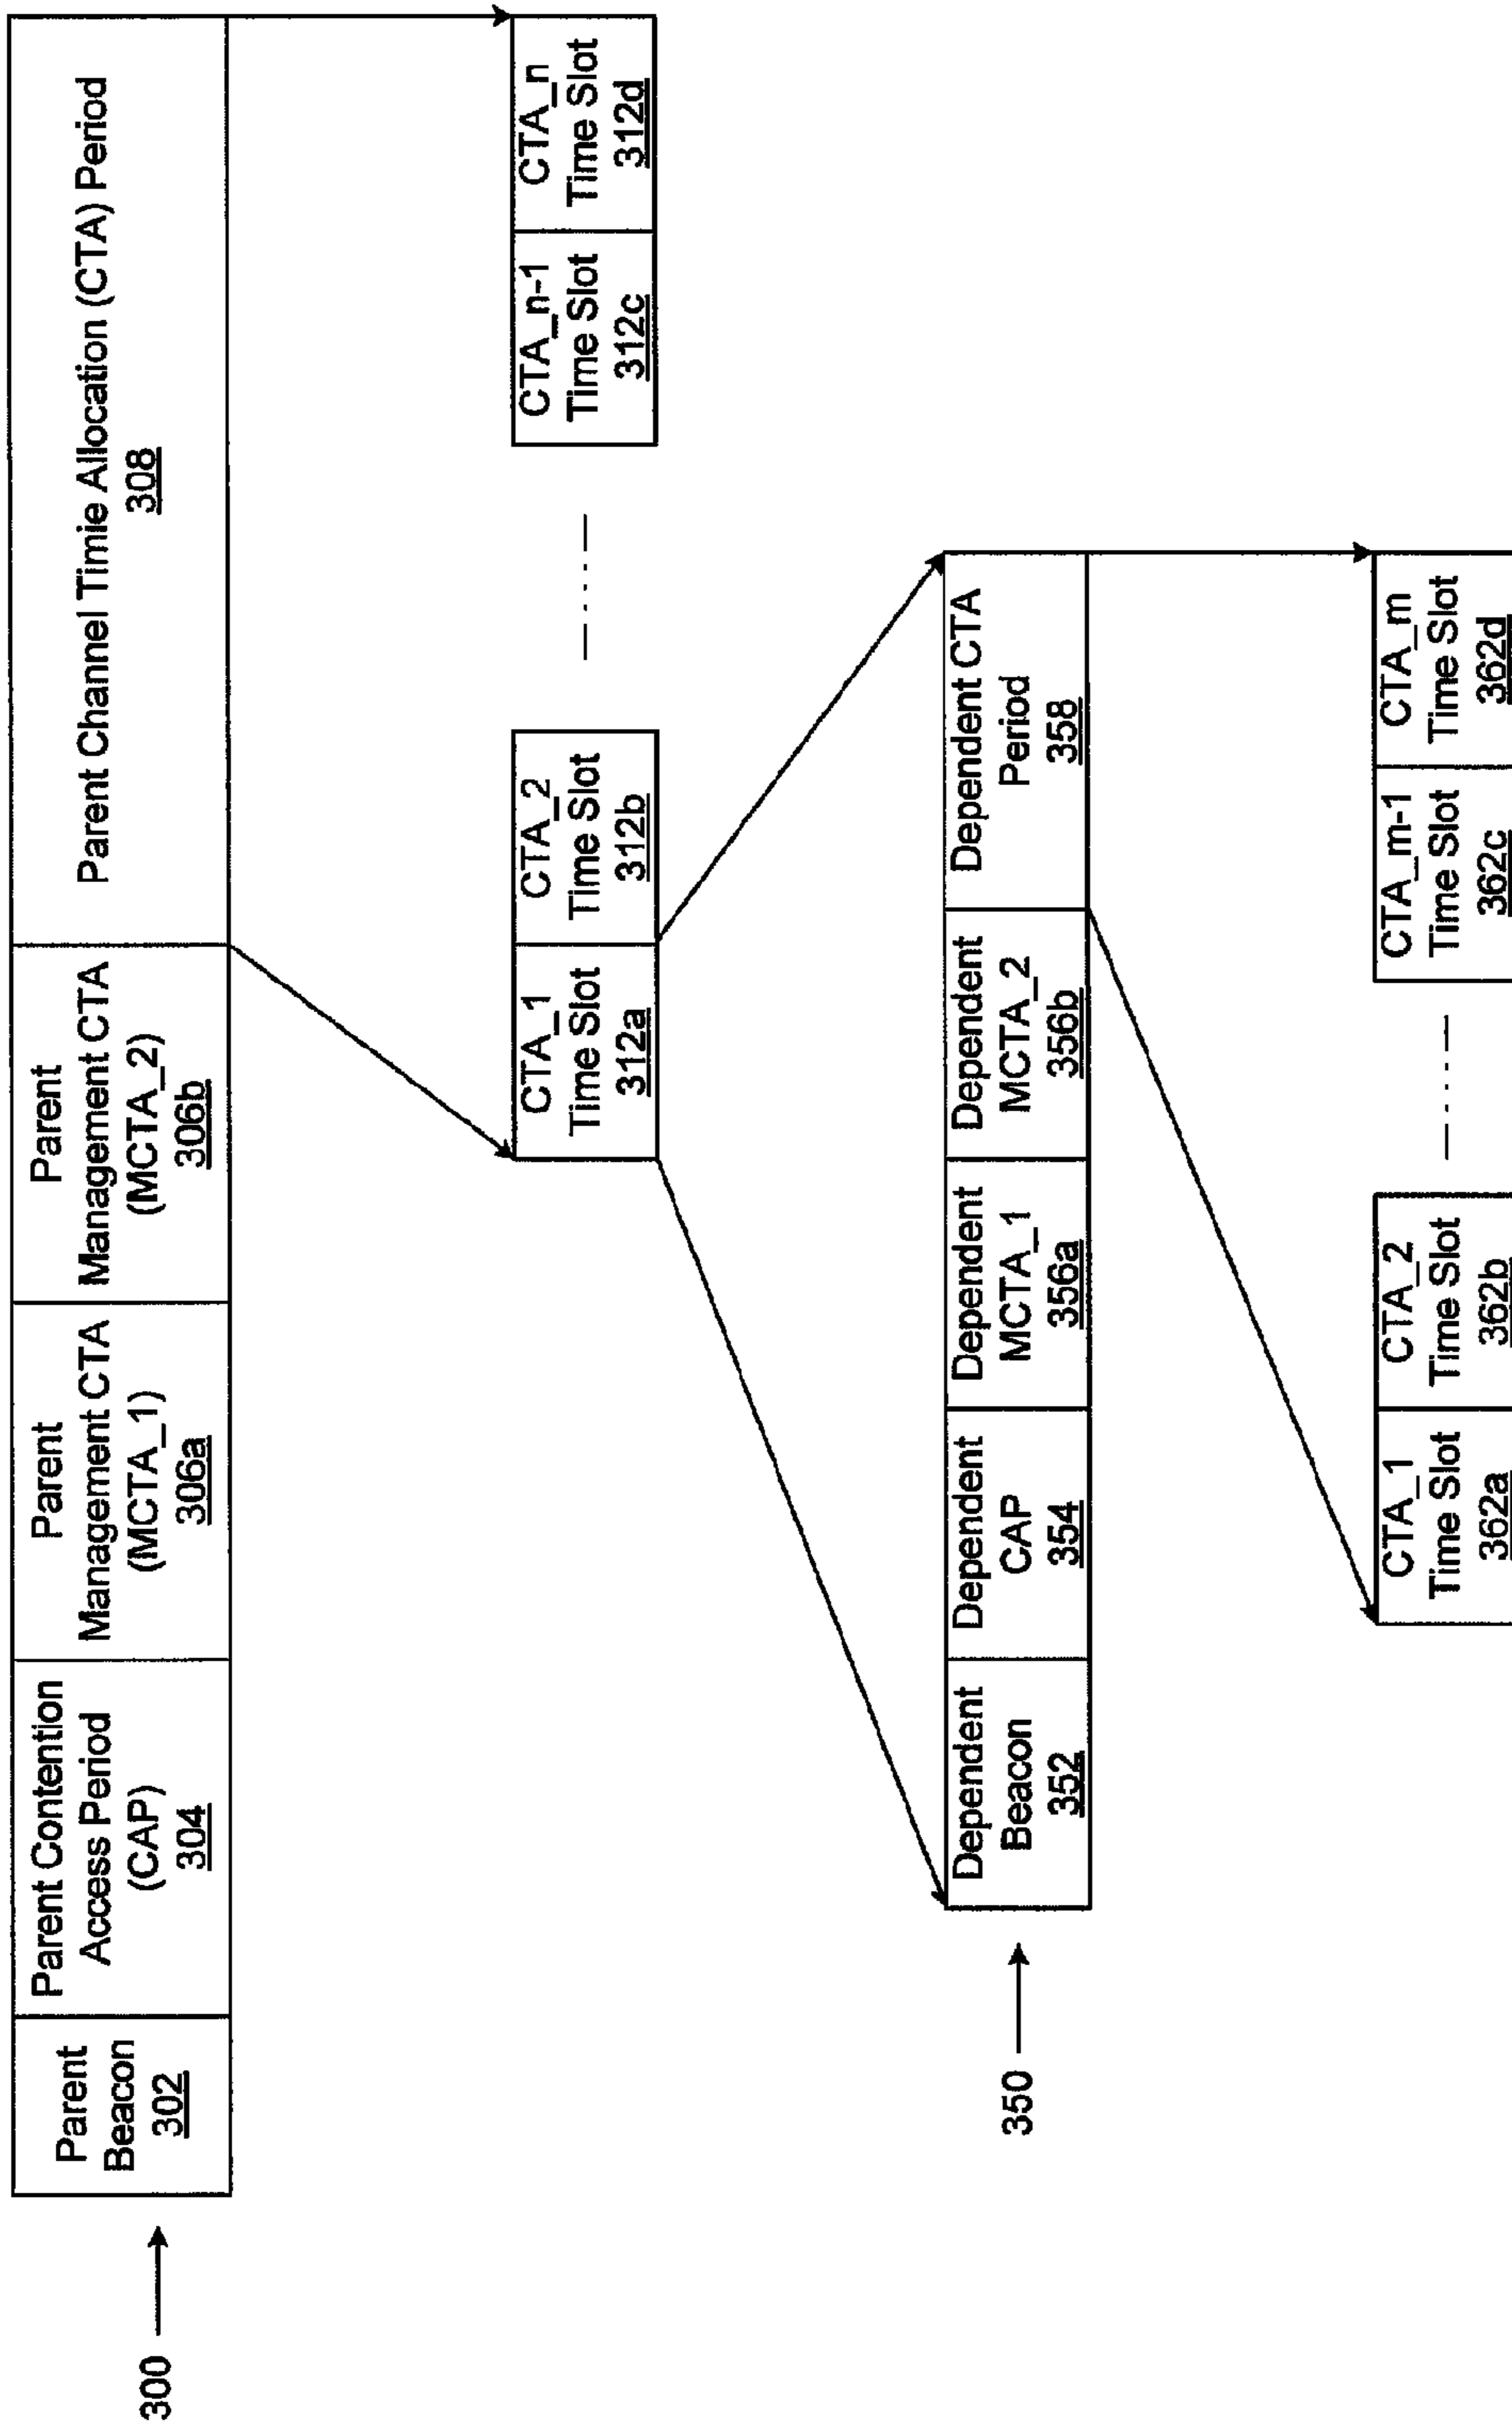 300
Parent
Beacon
302
Parent Contention
Access Period
(CAP)
304
Parent
Management CTA
(MCTA_1)
306a
Parent
Management CTA
(MCTA_2)
306b
Parent Channel Timie Allocation (CTA) Period
308
CTA_1
Time Slot
312a
CTA_2
Time Slot
312b
CTA_n-1
Time Slot
312c
CTA_n
Time Slot
312d
350
Dependent
Beacon
352
Dependent
CAP
354
Dependent
MCTA_1
356a
Dependent
MCTA_2
356b
Dependent CTA
Period
358
CTA_1
Time Slot
362a
CTA_2
Time Slot
362b
CTA_m-1
Time Slot
362c
CTA_m
Time Slot
362d